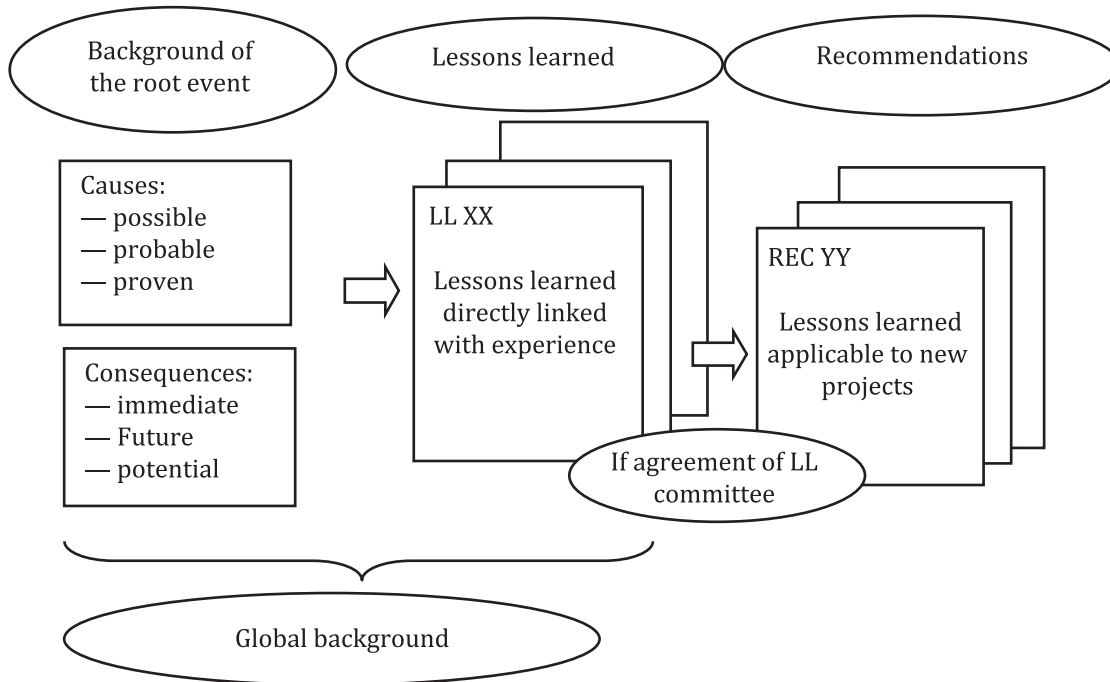 Background of
the root event
Lessons learned
Recommendations
Causes:
— possible
— probable
— proven
Consequences:
— immediate
— Future
— potential
LL XX
Lessons learned
directly linked
with experience
REC YY
Lessons learned
applicable to new
projects
If agreement of LL
committee
Global background